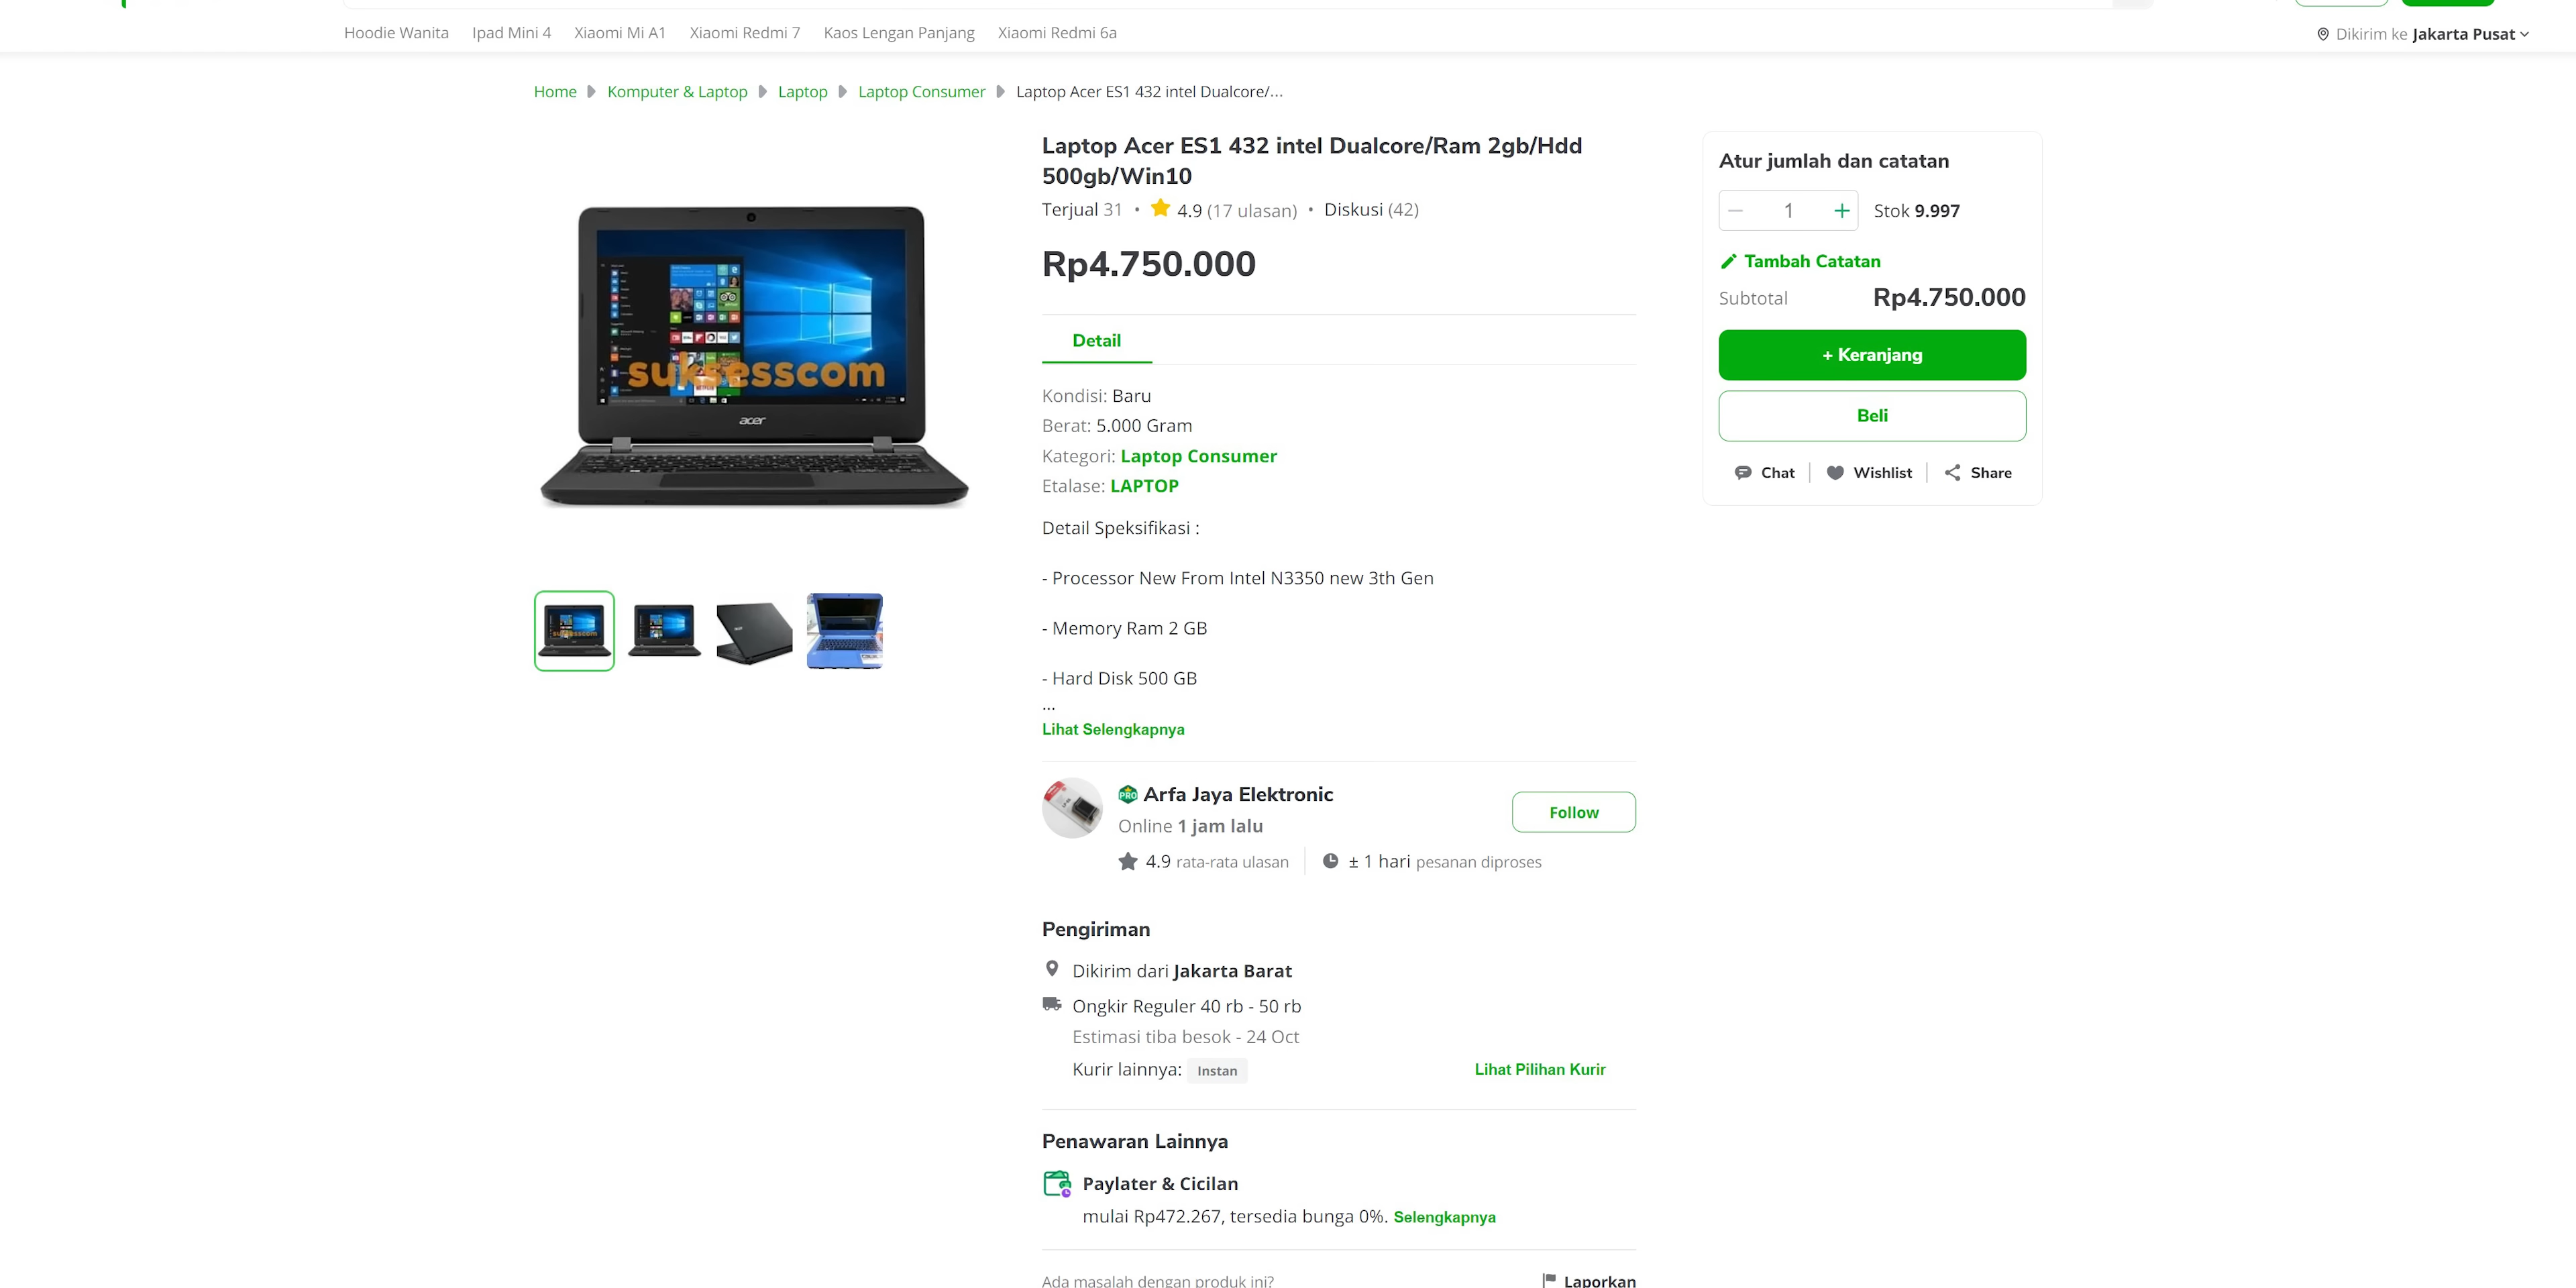 Hoodie Wanita Ipad Mini 4 Xiaomi Mi A1 Xiaomi Redmi 7 Kaos Lengan Panjang Xiaomi Redmi 6a
Dikirim ke Jakarta Pusat
Home Komputer & Laptop Laptop Laptop Consumer Laptop Acer ES1 432 intel Dualcore/...
suksesscom
acer
Laptop Acer ES1 432 intel Dualcore/Ram 2gb/Hdd
500gb/Win10
Terjual 31 • 4.9 (17 ulasan) • Diskusi (42)
Rp4.750.000
Detail
Kondisi: Baru
Berat: 5.000 Gram
Kategori: Laptop Consumer
Etalase: LAPTOP
Detail Speksifikasi :
- Processor New From Intel N3350 new 3th Gen
- Memory Ram 2 GB
- Hard Disk 500 GB
...
Lihat Selengkapnya
PRO Arfa Jaya Elektronic
Online 1 jam lalu
Follow
4.9 rata-rata ulasan
± 1 hari pesanan diproses
Pengiriman
Dikirim dari Jakarta Barat
Ongkir Reguler 40 rb - 50 rb
Estimasi tiba besok - 24 Oct
Kurir lainnya: Instan
Lihat Pilihan Kurir
Penawaran Lainnya
Paylater & Cicilan
mulai Rp472.267, tersedia bunga 0%. Selengkapnya
Ada masalah dengan produk ini?
Laporkan
Atur jumlah dan catatan
1
Stok 9.997
Tambah Catatan
Subtotal Rp4.750.000
+ Keranjang
Beli
Chat Wishlist Share